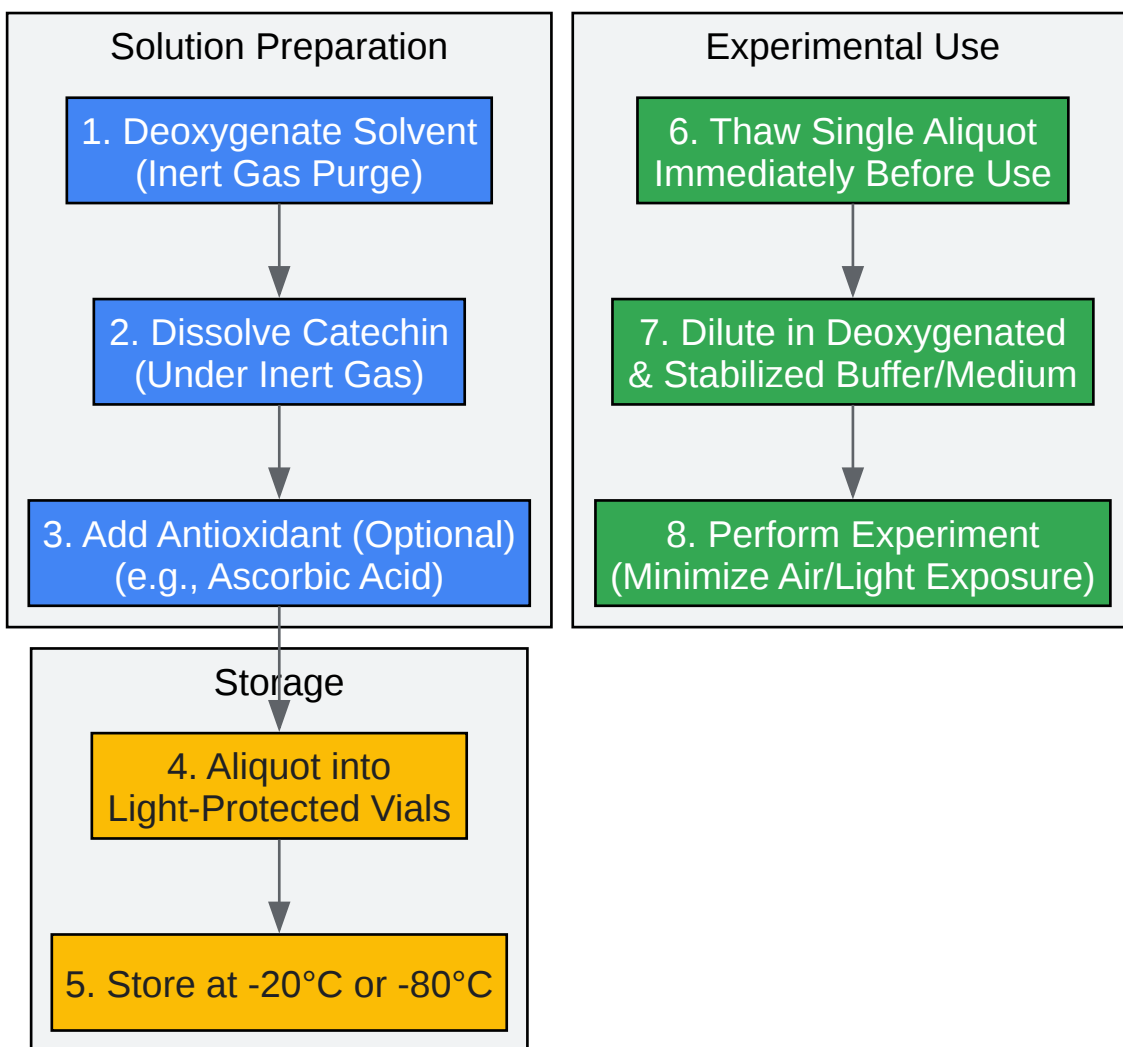 Solution Preparation
1. Deoxygenate Solvent
(Inert Gas Purge)
2. Dissolve Catechin
(Under Inert Gas)
3. Add Antioxidant (Optional)
(e.g., Ascorbic Acid)
Storage
4. Aliquot into
Light-Protected Vials
5. Store at -20°C or -80°C
Experimental Use
6. Thaw Single Aliquot
Immediately Before Use
7. Dilute in Deoxygenated
& Stabilized Buffer/Medium
8. Perform Experiment
(Minimize Air/Light Exposure)